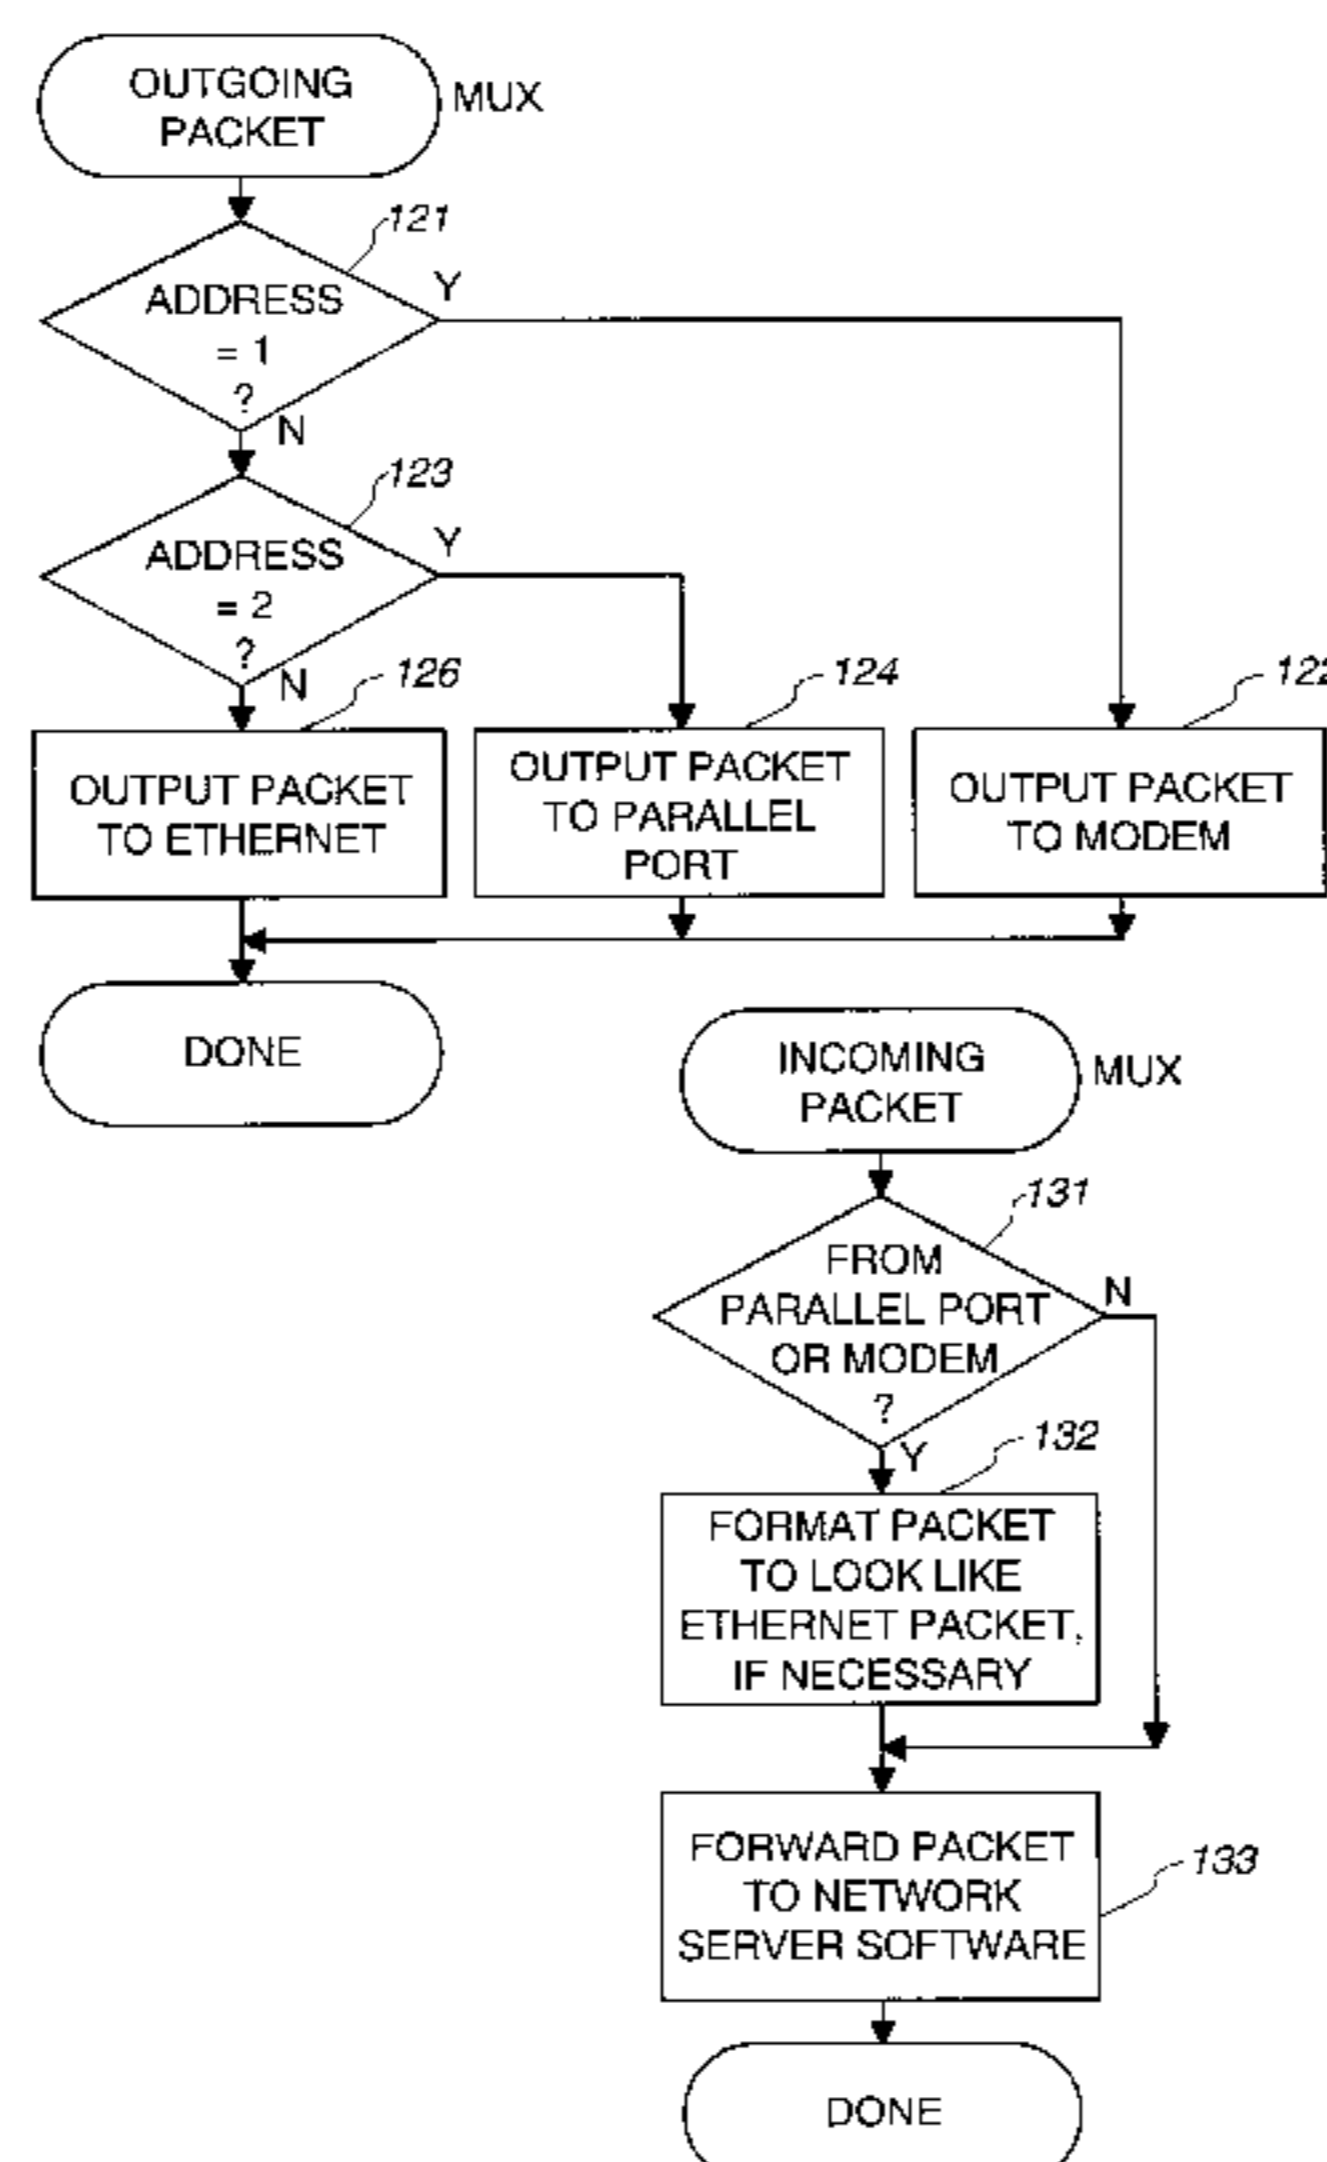 OUTGOING
PACKET
MUX
121
ADDRESS
= 1
?
Y
N
123
ADDRESS
= 2
?
Y
N
126
124
122
OUTPUT PACKET
TO ETHERNET
OUTPUT PACKET
TO PARALLEL
PORT
OUTPUT PACKET
TO MODEM
DONE
INCOMING
PACKET
MUX
131
FROM
PARALLEL PORT
OR MODEM
?
N
Y
132
FORMAT PACKET
TO LOOK LIKE
ETHERNET PACKET,
IF NECESSARY
FORWARD PACKET
TO NETWORK
SERVER SOFTWARE
133
DONE